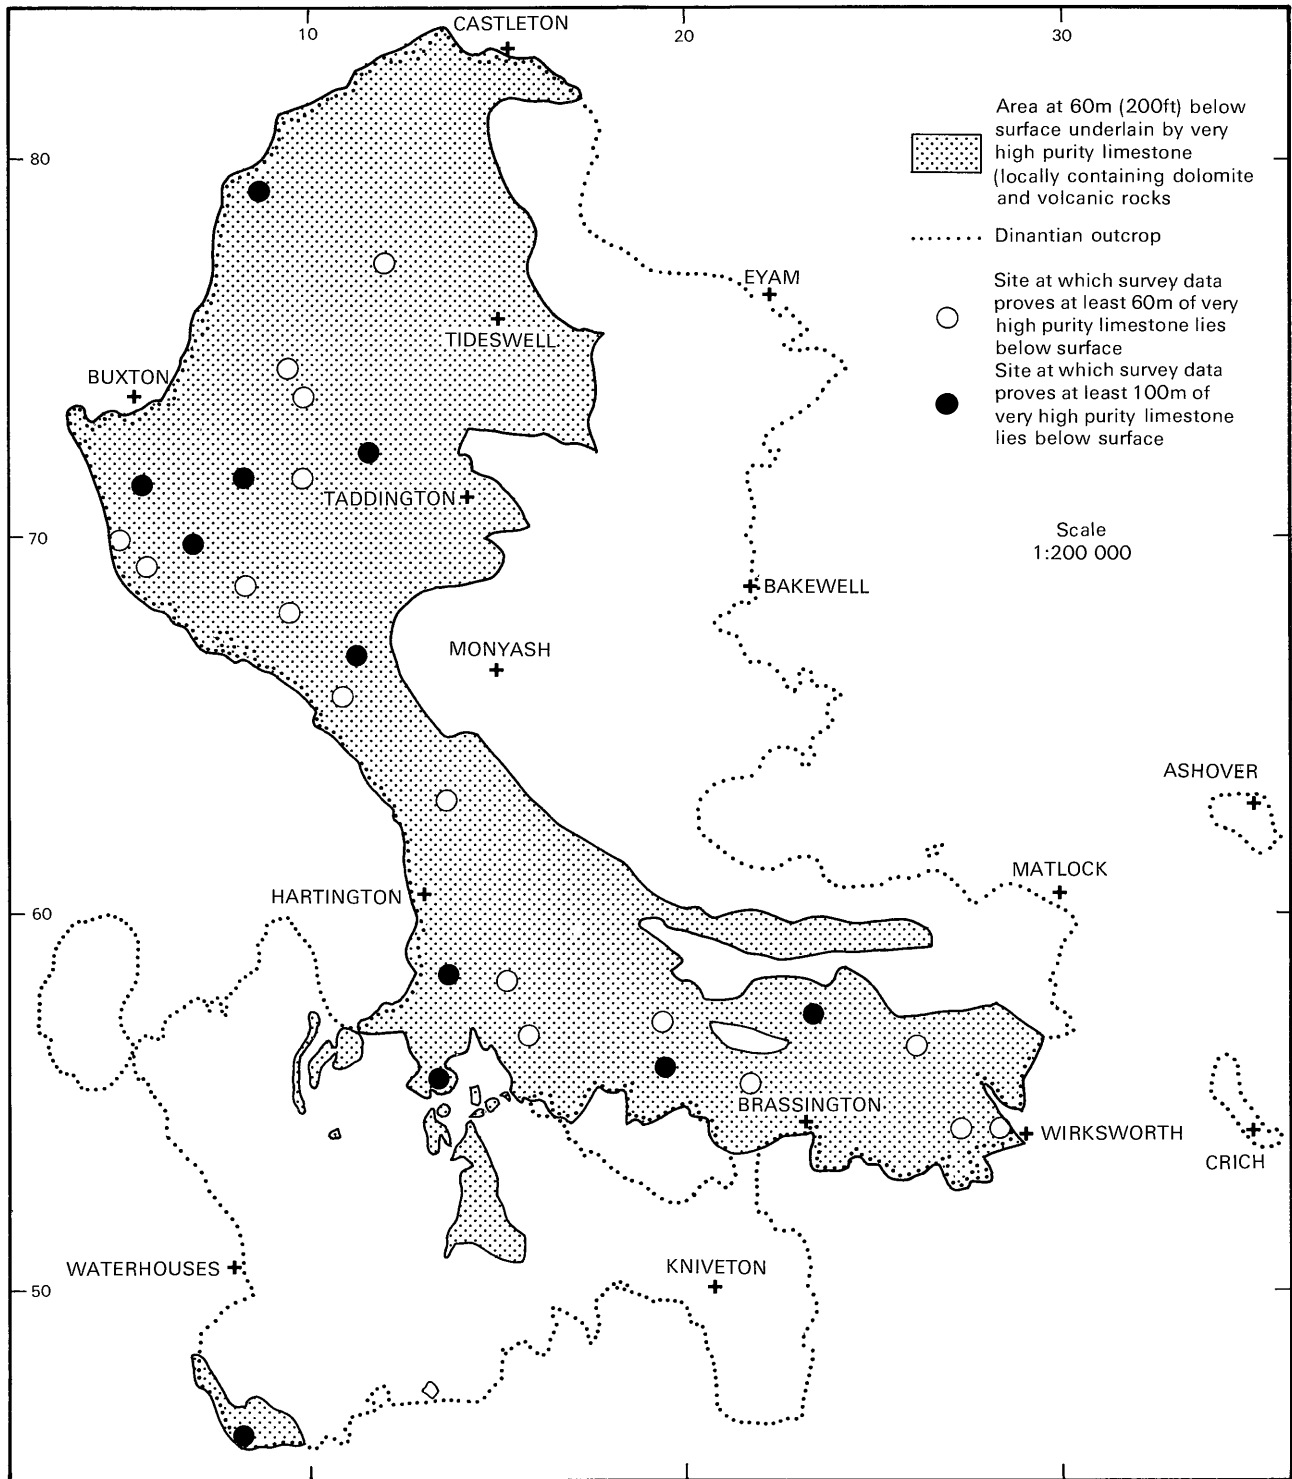 10
20
30
CASTLETON
Area at 60m (200ft) below
surface underlain by very
high purity limestone
(locally containing dolomite
and volcanic rocks
80
Dinantian outcrop
EYAM
Site at which survey data
proves at least 60m of very
high purity limestone lies
below surface
TIDESWELL
BUXTON
Site at which survey data
proves at least 100m of
very high purity limestone
lies below surface
TADDINGTON
Scale
1:200 000
70
BAKEWELL
MONYASH
ASHOVER
MATLOCK
HARTINGTON
60
BRASSINGTON
WIRKSWORTH
CRICH
WATERHOUSES
KNIVETON
50